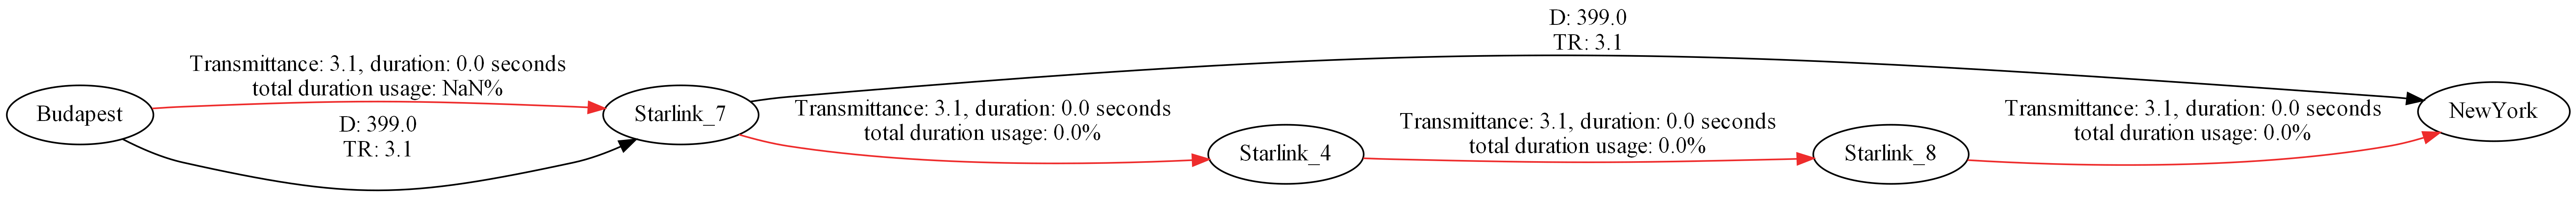 D: 399.0
TR: 3.1
Transmittance: 3.1, duration: 0.0 seconds
total duration usage: NaN%
Budapest
D: 399.0
TR: 3.1
Starlink_7
Transmittance: 3.1, duration: 0.0 seconds
total duration usage: 0.0%
Starlink_4
Transmittance: 3.1, duration: 0.0 seconds
total duration usage: 0.0%
Starlink_8
Transmittance: 3.1, duration: 0.0 seconds
total duration usage: 0.0%
NewYork